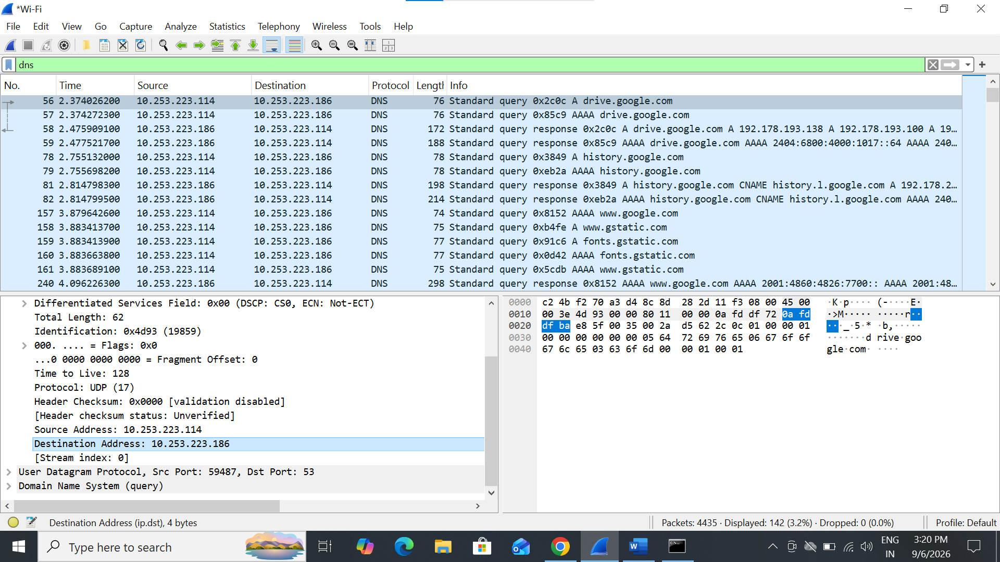 *Wi-Fi
File Edit View Go Capture Analyze Statistics Telephony Wireless Tools Help
dns
No. Time Source Destination Protocol Length Info
56 2.374026200 10.253.223.114 10.253.223.186 DNS 76 Standard query 0x2c0c A drive.google.com
57 2.374272300 10.253.223.114 10.253.223.186 DNS 76 Standard query 0x85c9 AAAA drive.google.com
58 2.475909100 10.253.223.186 10.253.223.114 DNS 172 Standard query response 0x2c0c A drive.google.com A 192.178.193.138 A 192.178.193.100 A 19…
59 2.477521700 10.253.223.186 10.253.223.114 DNS 188 Standard query response 0x85c9 AAAA drive.google.com AAAA 2404:6800:4000:1017::64 AAAA 240…
78 2.755132000 10.253.223.114 10.253.223.186 DNS 78 Standard query 0x3849 A history.google.com
79 2.755698200 10.253.223.114 10.253.223.186 DNS 78 Standard query 0xeb2a AAAA history.google.com
81 2.814798300 10.253.223.186 10.253.223.114 DNS 198 Standard query response 0x3849 A history.google.com CNAME history.l.google.com A 192.178.2…
82 2.814799500 10.253.223.186 10.253.223.114 DNS 214 Standard query response 0xeb2a AAAA history.google.com CNAME history.l.google.com AAAA 240…
157 3.879642600 10.253.223.114 10.253.223.186 DNS 74 Standard query 0x8152 AAAA www.google.com
158 3.883413700 10.253.223.114 10.253.223.186 DNS 75 Standard query 0xb4fe A www.gstatic.com
159 3.883413900 10.253.223.114 10.253.223.186 DNS 77 Standard query 0x91c6 A fonts.gstatic.com
160 3.883663800 10.253.223.114 10.253.223.186 DNS 77 Standard query 0x0d42 AAAA fonts.gstatic.com
161 3.883689100 10.253.223.114 10.253.223.186 DNS 75 Standard query 0x5cdb AAAA www.gstatic.com
240 4.096226300 10.253.223.186 10.253.223.114 DNS 298 Standard query response 0x8152 AAAA www.google.com AAAA 2001:4860:4826:7700:: AAAA 2001:48…
Differentiated Services Field: 0x00 (DSCP: CS0, ECN: Not-ECT)
Total Length: 62
Identification: 0x4d93 (19859)
000. .... = Flags: 0x0
...0 0000 0000 0000 = Fragment Offset: 0
Time to Live: 128
Protocol: UDP (17)
Header Checksum: 0x0000 [validation disabled]
[Header checksum status: Unverified]
Source Address: 10.253.223.114
Destination Address: 10.253.223.186
[Stream index: 0]
User Datagram Protocol, Src Port: 59487, Dst Port: 53
Domain Name System (query)
0000 c2 4b f2 70 a3 d4 8c 8d 28 2d 11 f3 08 00 45 00 ·K·p···· (-····E·
0010 00 3e 4d 93 00 00 80 11 00 00 0a fd df 72 0a fd ·>M····· ·····r··
0020 df ba e8 5f 00 35 00 2a d5 62 2c 0c 01 00 00 01 ···_·5·* ·b,·····
0030 00 00 00 00 00 00 05 64 72 69 76 65 06 67 6f 6f ·······d rive·goo
0040 67 6c 65 03 63 6f 6d 00 00 01 00 01 gle·com· ····
Destination Address (ip.dst), 4 bytes
Packets: 4435 · Displayed: 142 (3.2%) · Dropped: 0 (0.0%)
Profile: Default
Type here to search
ENG
IN
3:20 PM
9/6/2026